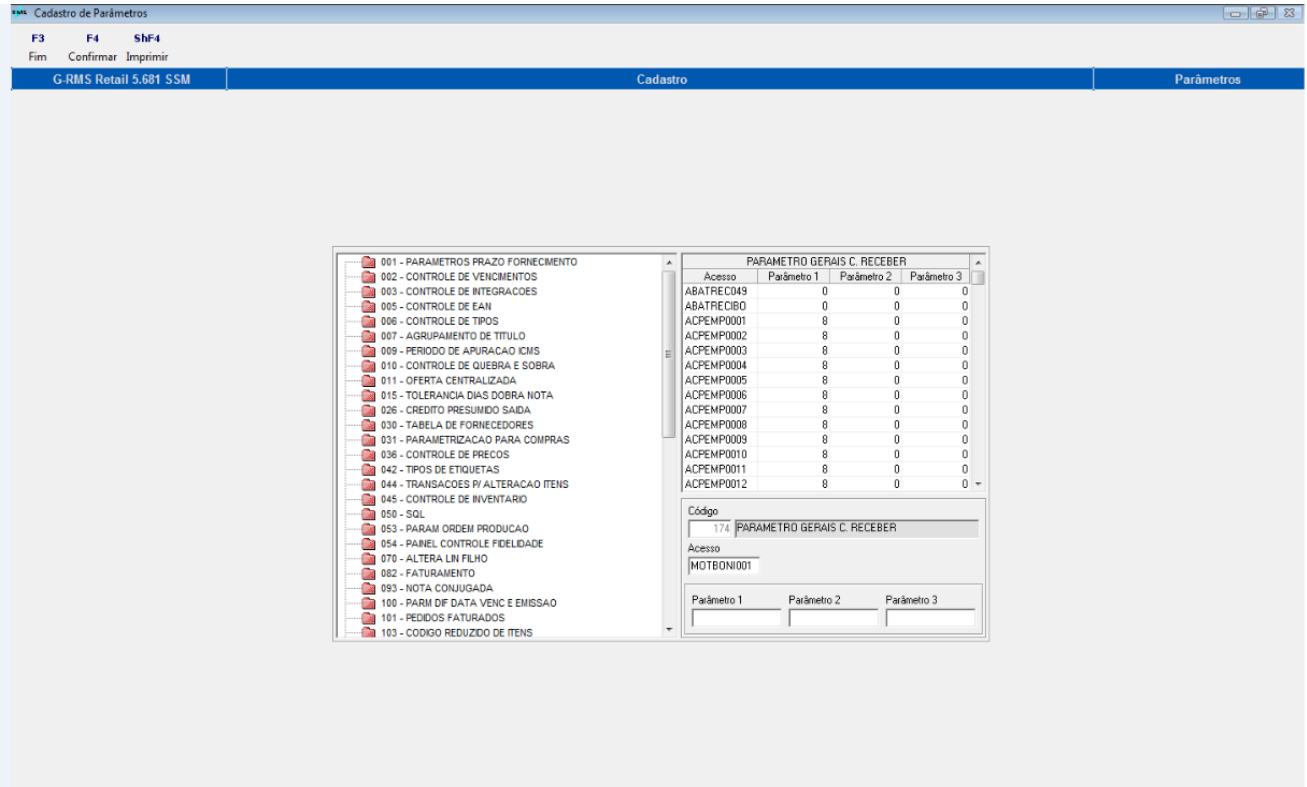 Cadastro de Parâmetros
F3 F4 ShF4
Fim Confirmar Imprimir
G-RMS Retail 5.681 SSM Cadastro Parâmetros
001 - PARAMETROS PRAZO FORNECIMENTO
002 - CONTROLE DE VENCIMENTOS
003 - CONTROLE DE INTEGRACOES
005 - CONTROLE DE EAN
006 - CONTROLE DE TIPOS
007 - AGRUPAMENTO DE TITULO
009 - PERIODO DE APURACAO ICMS
010 - CONTROLE DE QUEBRA E SOBRA
011 - OFERTA CENTRALIZADA
015 - TOLERANCIA DIAS DOBRA NOTA
026 - CREDITO PRESUMIDO SAIDA
030 - TABELA DE FORNECEDORES
031 - PARAMETRIZACAO PARA COMPRAS
036 - CONTROLE DE PRECOS
042 - TIPOS DE ETIQUETAS
044 - TRANSACOES P/ ALTERACAO ITENS
045 - CONTROLE DE INVENTARIO
050 - SQL
053 - PARAM ORDEM PRODUCAO
054 - PAINEL CONTROLE FIDELIDADE
070 - ALTERA LIN FILHO
082 - FATURAMENTO
093 - NOTA CONJUGADA
100 - PARM DIF DATA VENC E EMISSAO
101 - PEDIDOS FATURADOS
103 - CODIGO REDUZIDO DE ITENS
PARAMETRO GERAIS C. RECEBER
Acesso Parâmetro 1 Parâmetro 2 Parâmetro 3
ABATREC049 0 0 0
ABATRECIBO 0 0 0
ACPEMP0001 8 0 0
ACPEMP0002 8 0 0
ACPEMP0003 8 0 0
ACPEMP0004 8 0 0
ACPEMP0005 8 0 0
ACPEMP0006 8 0 0
ACPEMP0007 8 0 0
ACPEMP0008 8 0 0
ACPEMP0009 8 0 0
ACPEMP0010 8 0 0
ACPEMP0011 8 0 0
ACPEMP0012 8 0 0
Código
174 PARAMETRO GERAIS C. RECEBER
Acesso
MOTBONI001
Parâmetro 1 Parâmetro 2 Parâmetro 3